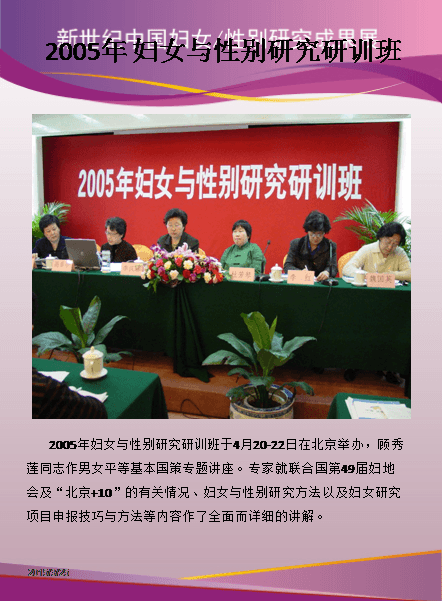 新世纪中国妇女/性别研究成果展
2005年妇女与性别研究研训班
2005年妇女与性别研究研训班
2005年妇女与性别研究研训班于4月20-22日在北京举办，顾秀
莲同志作男女平等基本国策专题讲座。专家就联合国第49届妇地
会及“北京+10”的有关情况、妇女与性别研究方法以及妇女研究
项目申报技巧与方法等内容作了全面而详细的讲解。